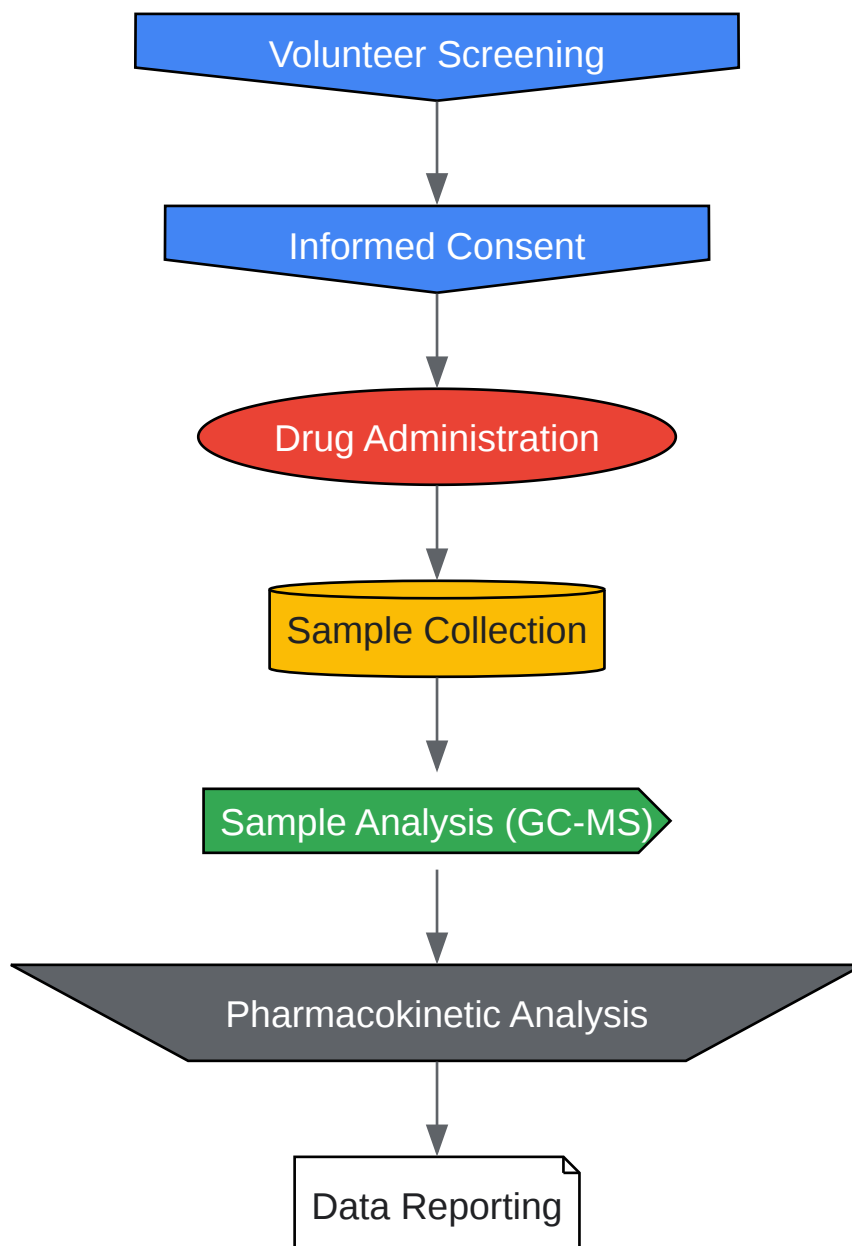 Volunteer Screening
Informed Consent
Drug Administration
Sample Collection
Sample Analysis (GC-MS)
Pharmacokinetic Analysis
Data Reporting